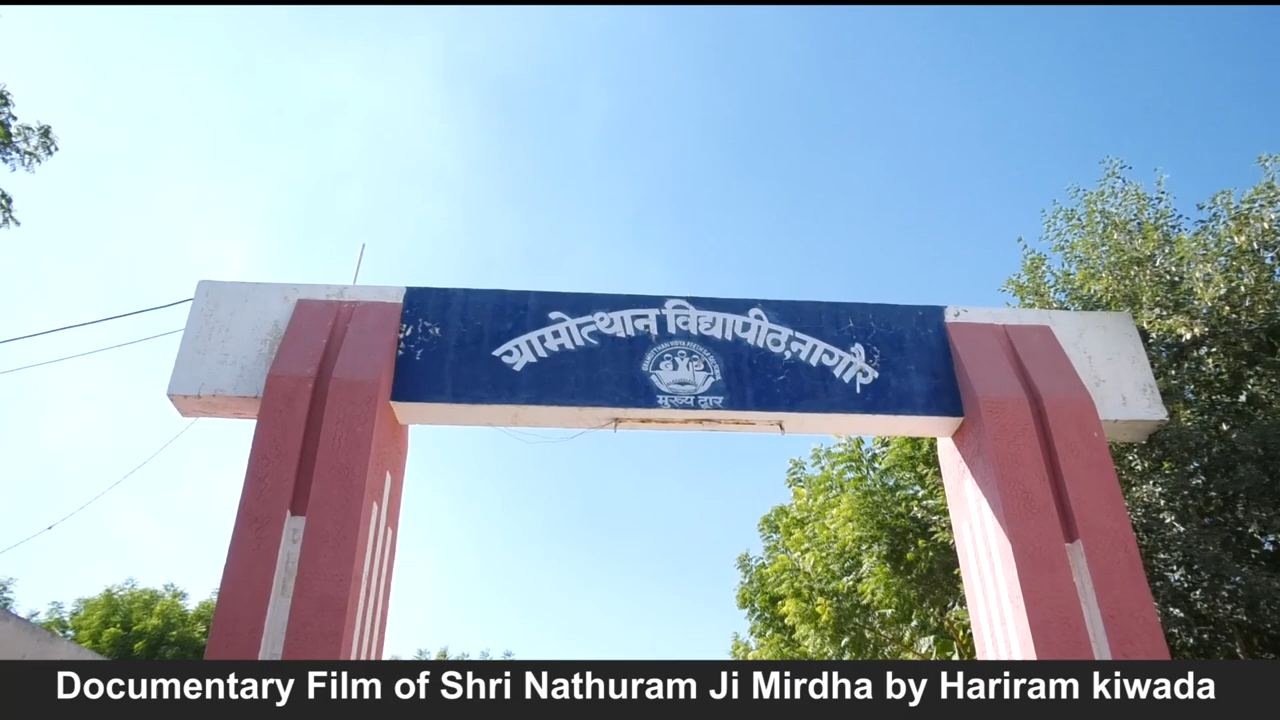 ग्रामोत्थान विद्यापीठ,नागौर
मुख्य द्वार
Documentary Film of Shri Nathuram Ji Mirdha by Hariram kiwada